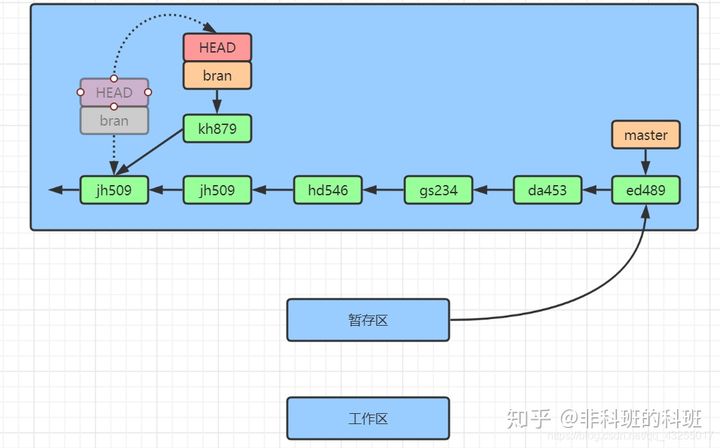 HEAD
bran
HEAD
bran
kh879
master
jh509
jh509
hd546
gs234
da453
ed489
暂存区
工作区
知乎 @非科班的科班